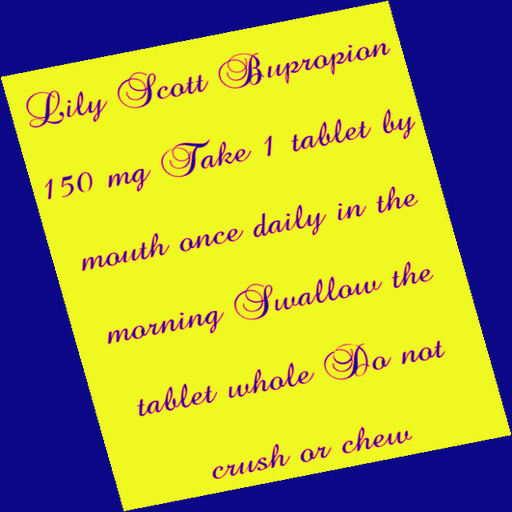 Lily Scott Bupropion
150 mg Take 1 tablet by
mouth once daily in the
morning Swallow the
tablet whole Do not
crush or chew